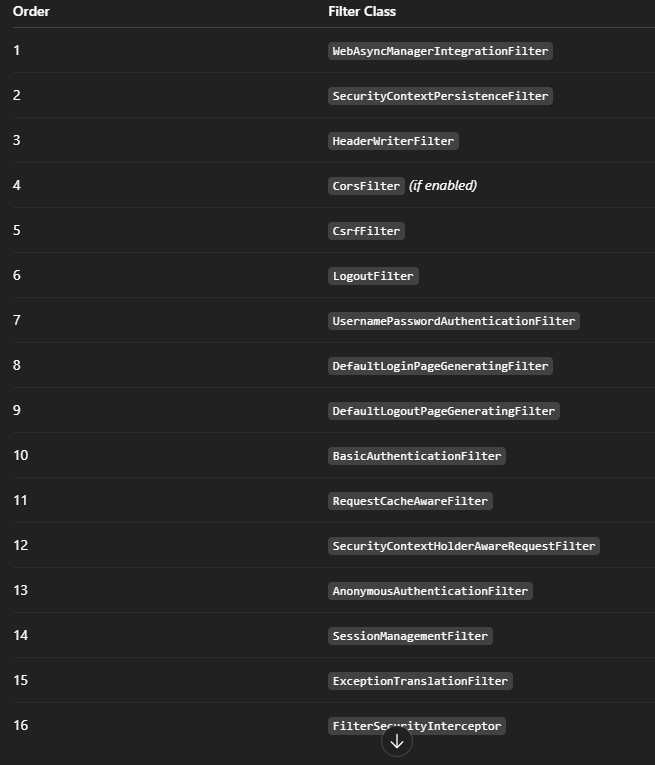 Order Filter Class
1 WebAsyncManagerIntegrationFilter
2 SecurityContextPersistenceFilter
3 HeaderWriterFilter
4 CorsFilter (if enabled)
5 CsrfFilter
6 LogoutFilter
7 UsernamePasswordAuthenticationFilter
8 DefaultLoginPageGeneratingFilter
9 DefaultLogoutPageGeneratingFilter
10 BasicAuthenticationFilter
11 RequestCacheAwareFilter
12 SecurityContextHolderAwareRequestFilter
13 AnonymousAuthenticationFilter
14 SessionManagementFilter
15 ExceptionTranslationFilter
16 FilterSecurityInterceptor